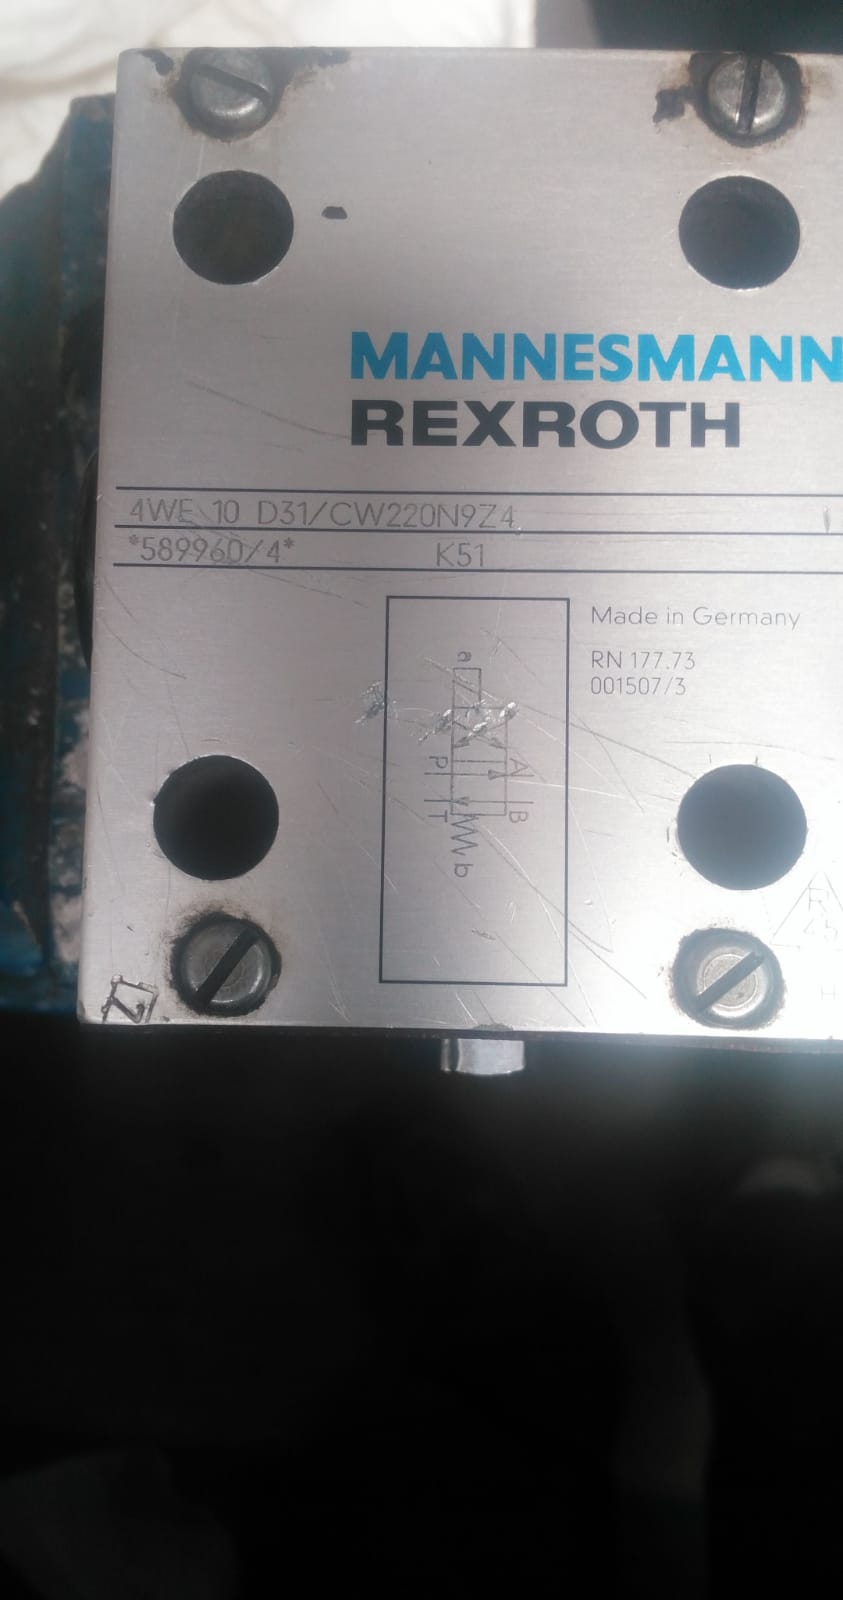 MANNESMANN
REXROTH
4WE 10 D31/CW220N9Z4
*589960/4* K51
Made in Germany
RN 177.73
001507/3
a
P A
T B
b
R
H